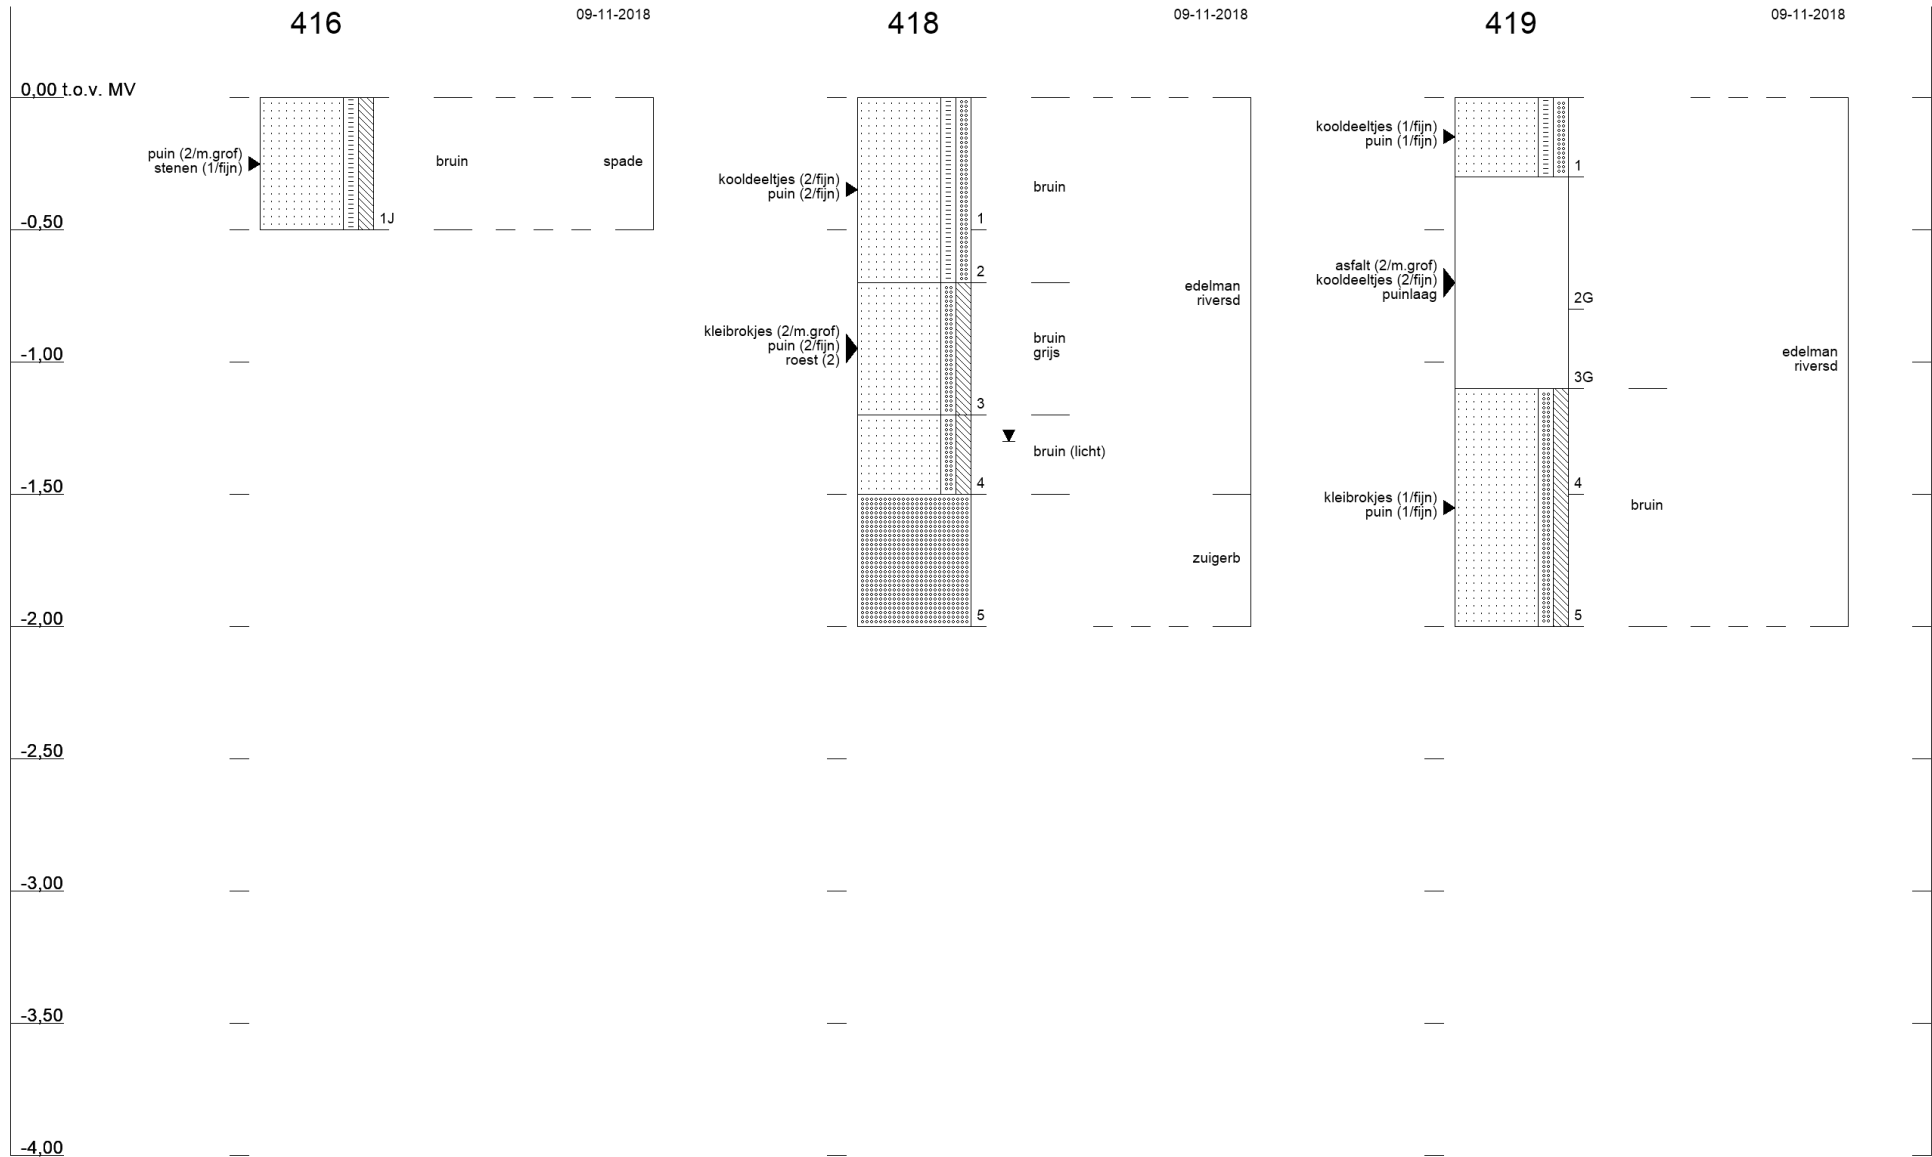 416
09-11-2018
418
09-11-2018
419
09-11-2018
0,00 t.o.v. MV
-0,50
-1,00
-1,50
-2,00
-2,50
-3,00
-3,50
-4,00
puin (2/m.grof)
stenen (1/fijn)
1J
bruin
spade
kooldeeltjes (2/fijn)
puin (2/fijn)
kleibrokjes (2/m.grof)
puin (2/fijn)
roest (2)
1
2
3
4
5
bruin
bruin
grijs
bruin (licht)
edelman
riversd
zuigerb
kooldeeltjes (1/fijn)
puin (1/fijn)
asfalt (2/m.grof)
kooldeeltjes (2/fijn)
puinlaag
kleibrokjes (1/fijn)
puin (1/fijn)
1
2G
3G
4
5
bruin
edelman
riversd